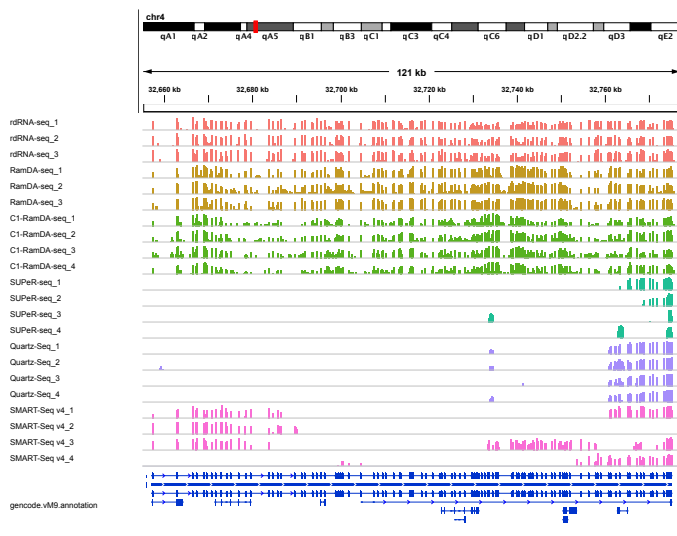 chr4
qA1 qA2 qA4 qA5 qB1 qB3 qC1 qC3 qC4 qC6 qD1 qD2.2 qD3 qE2
121 kb
32,660 kb 32,680 kb 32,700 kb 32,720 kb 32,740 kb 32,760 kb
rdRNA-seq_1
rdRNA-seq_2
rdRNA-seq_3
RamDA-seq_1
RamDA-seq_2
RamDA-seq_3
C1-RamDA-seq_1
C1-RamDA-seq_2
C1-RamDA-seq_3
C1-RamDA-seq_4
SUPeR-seq_1
SUPeR-seq_2
SUPeR-seq_3
SUPeR-seq_4
Quartz-Seq_1
Quartz-Seq_2
Quartz-Seq_3
Quartz-Seq_4
SMART-Seq v4_1
SMART-Seq v4_2
SMART-Seq v4_3
SMART-Seq v4_4
gencode.vM9.annotation